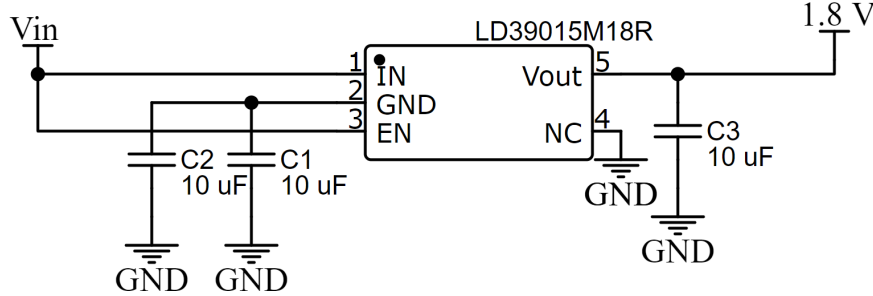 Vin
1.8 V
LD39015M18R
1
IN
5
Vout
2
GND
3
EN
4
NC
C2
10 uF
C1
10 uF
C3
10 uF
GND
GND
GND
GND